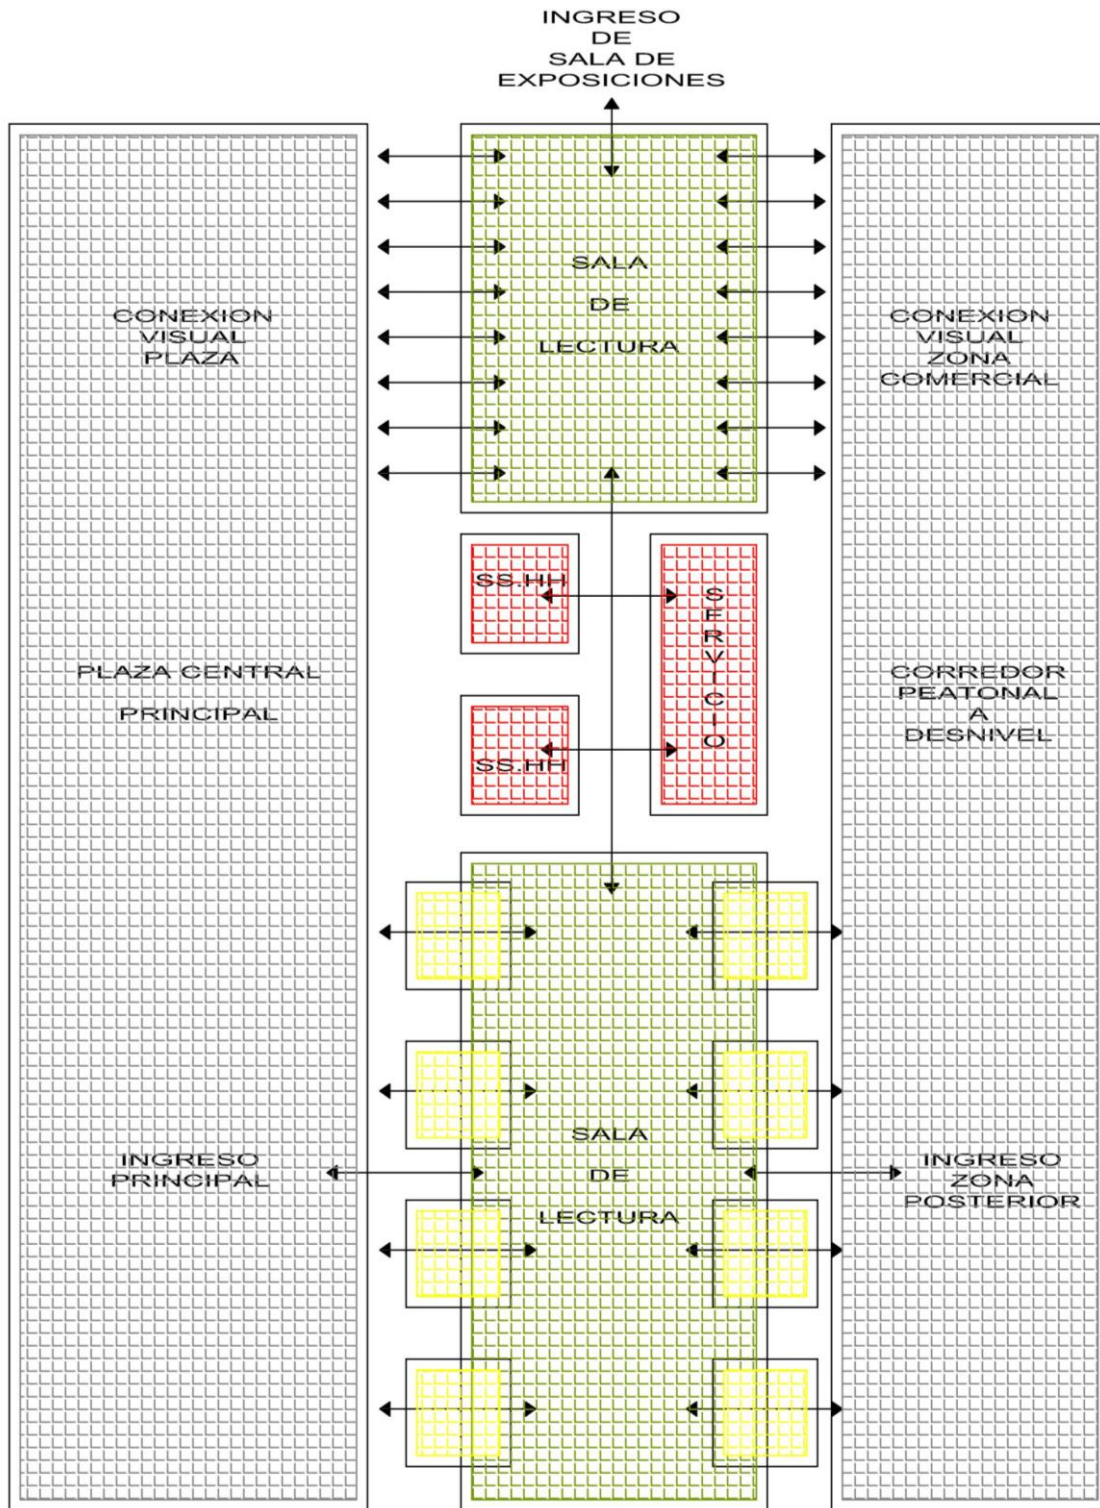 INGRESO
DE
SALA DE
EXPOSICIONES
CONEXION
VISUAL
PLAZA
SALA
DE
LECTURA
CONEXION
VISUAL
ZONA
COMERCIAL
SS.HH
SERVICIO
PLAZA CENTRAL
PRINCIPAL
SS.HH
CORREDOR
PEATONAL
A
DESNIVEL
INGRESO
PRINCIPAL
SALA
DE
LECTURA
INGRESO
ZONA
POSTERIOR